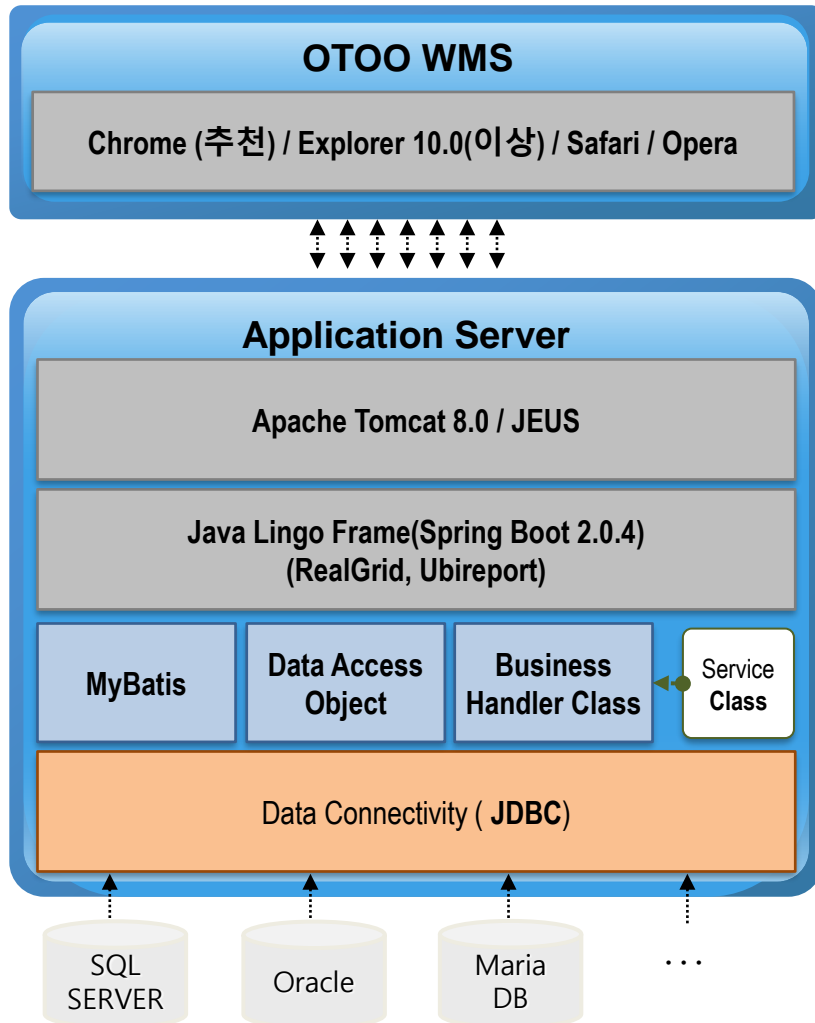 OTOO WMS
Chrome (추천) / Explorer 10.0(이상) / Safari / Opera
Application Server
Apache Tomcat 8.0 / JEUS
Java Lingo Frame(Spring Boot 2.0.4)
(RealGrid, Ubireport)
MyBatis
Data Access
Object
Business
Handler Class
Service
Class
Data Connectivity ( JDBC)
SQL
SERVER
Oracle
Maria
DB
...